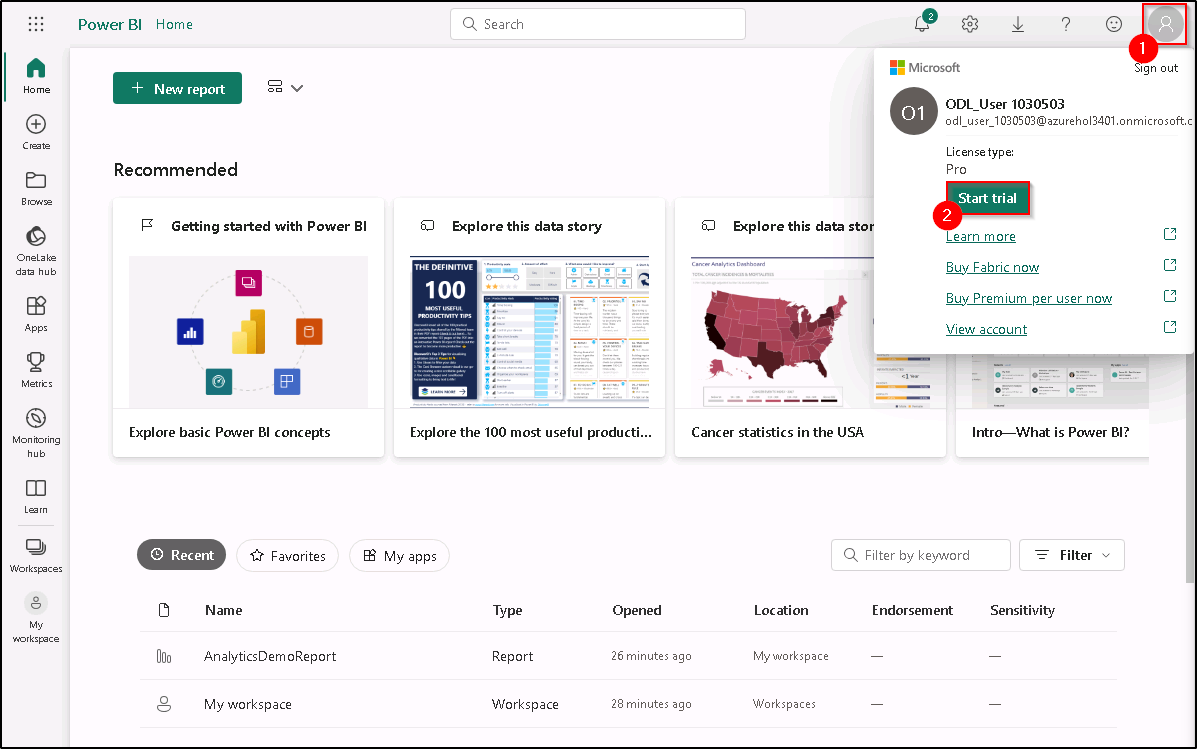 Power BI Home
Search
2
1
Microsoft
Sign out
O1
ODL_User 1030503
odl_user_1030503@azurehol3401.onmicrosoft.c
License type:
Pro
Start trial
2
Learn more
Buy Fabric now
Buy Premium per user now
View account
Home
Create
Browse
OneLake
data hub
Apps
Metrics
Monitoring
hub
Learn
Workspaces
My
workspace
New report
Recommended
Getting started with Power BI
Explore basic Power BI concepts
Explore this data story
THE DEFINITIVE
100
MOST USEFUL
PRODUCTIVITY TIPS
LEARN MORE
Explore the 100 most useful producti...
Explore this data stor
Cancer Analytics Dashboard
TOTAL CANCER INCIDENCES & MORTALITIES
Cancer statistics in the USA
Intro—What is Power BI?
Recent
Favorites
My apps
Filter by keyword
Filter
Name Type Opened Location Endorsement Sensitivity
AnalyticsDemoReport Report 26 minutes ago My workspace — —
My workspace Workspace 28 minutes ago Workspaces — —